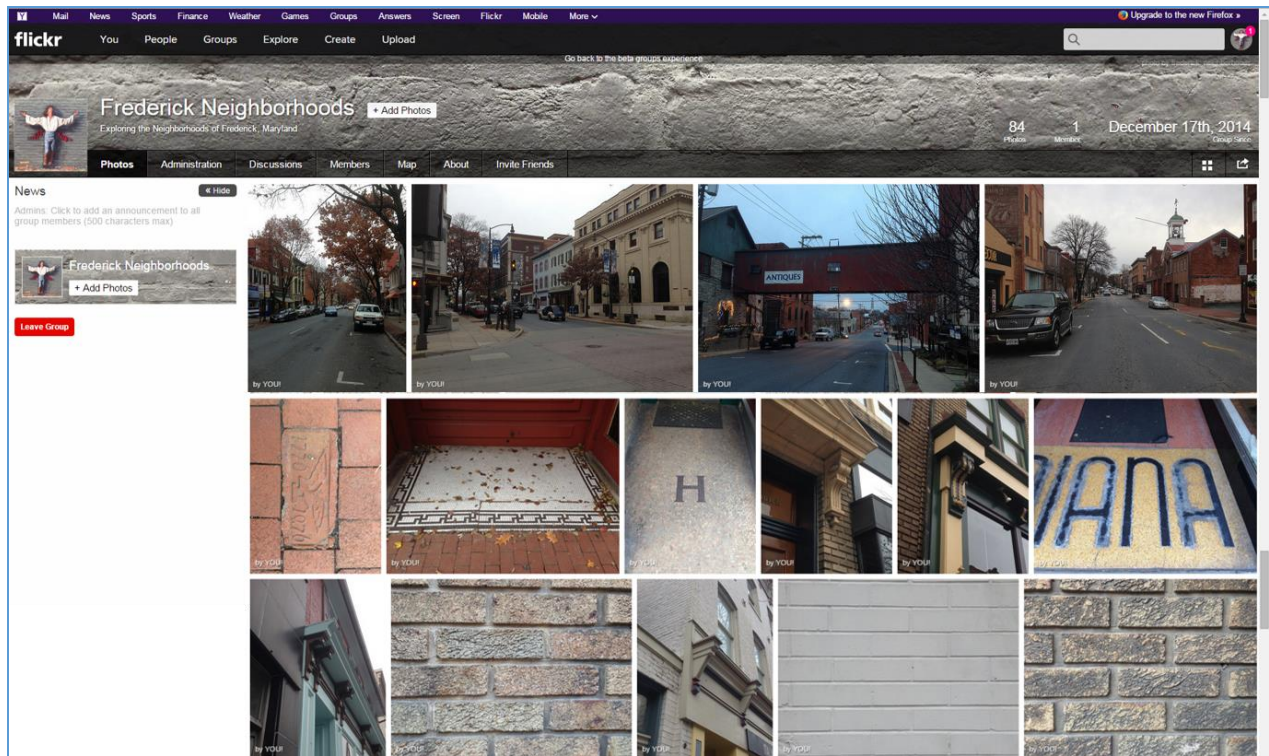 Y Mail News Sports Finance Weather Games Groups Answers Screen Flickr Mobile More Upgrade to the new Firefox »
flickr You People Groups Explore Create Upload 1
Go back to the beta groups experience
Frederick Neighborhoods + Add Photos
Exploring the Neighborhoods of Frederick, Maryland
84 1 December 17th, 2014
Photos Member Group Since
Photos Administration Discussions Members Map About Invite Friends
News « Hide
Admins: Click to add an announcement to all
group members (500 characters max)
Frederick Neighborhoods
+ Add Photos
Leave Group
ANTIQUES
by YOU! by YOU! by YOU! by YOU!
H
IANA
by YOU! by YOU! by YOU! by YOU! by YOU! by YOU!
by YOU! by YOU! by YOU! by YOU! by YOU!